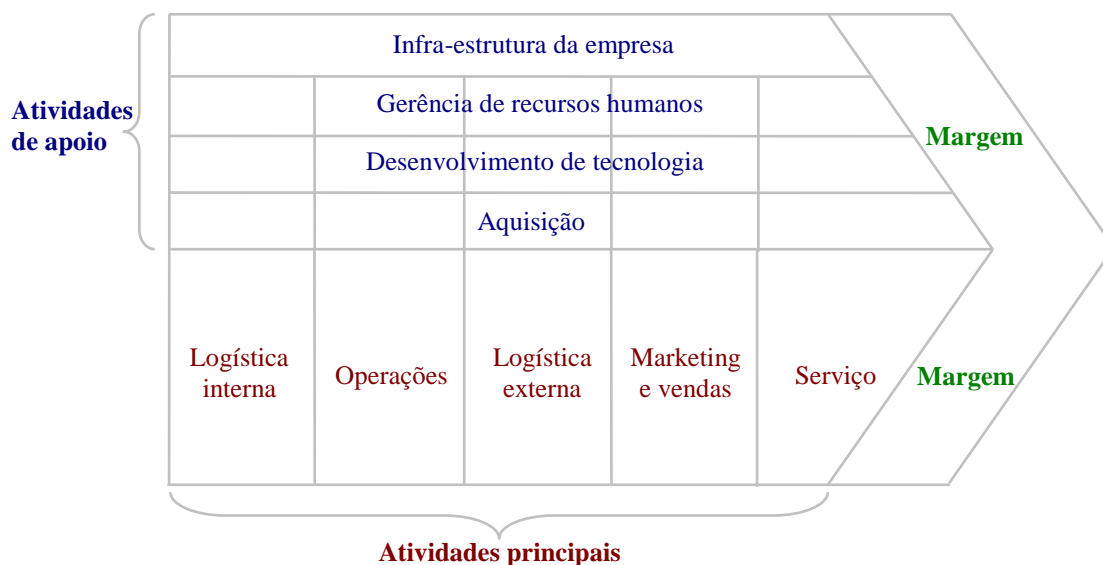 Infra-estrutura da empresa
Atividades
de apoio
Gerência de recursos humanos
Desenvolvimento de tecnologia
Aquisição
Margem
Logística
interna
Operações
Logística
externa
Marketing
e vendas
Serviço
Margem
Atividades principais